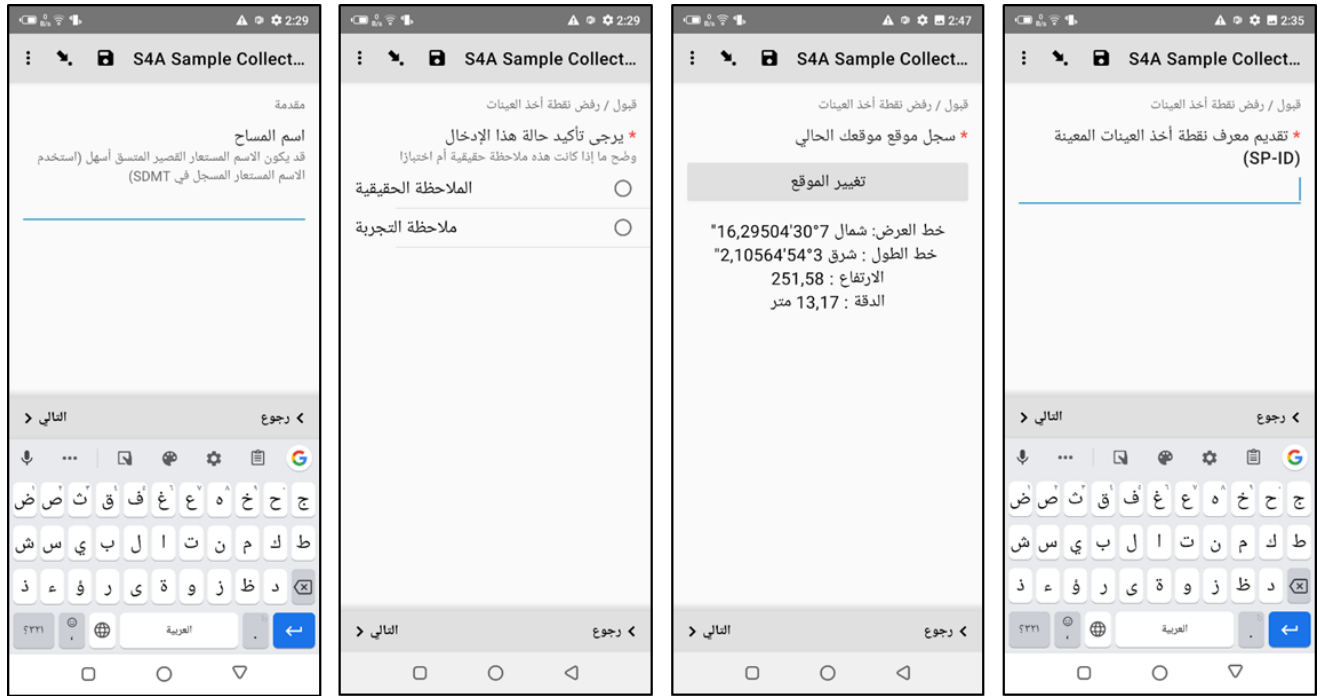 2:29
S4A Sample Collect...
مقدمة
اسم المساح
قد يكون الاسم المستعار القصير المتسق أسهل (استخدم
الاسم المستعار المسجل في SDMT)
رجوع
التالي
ض ص ث ق ف غ ع ه خ ح ج
ش س ي ب ل ا ت ن م ك ط
ذ ء ؤ ر ى ة و ز ظ د
؟٣٢١
العربية
2:29
S4A Sample Collect...
قبول / رفض نقطة أخذ العينات
* يرجى تأكيد حالة هذا الإدخال
وضح ما إذا كانت هذه ملاحظة حقيقية أم اختبارًا
الملاحظة الحقيقية
ملاحظة التجربة
رجوع
التالي
2:47
S4A Sample Collect...
قبول / رفض نقطة أخذ العينات
* سجل موقع موقعك الحالي
تغيير الموقع
خط العرض: شمال 7°30'16,29504"
خط الطول : شرق 3°54'2,10564"
الارتفاع : 251,58
الدقة : 13,17 متر
رجوع
التالي
2:35
S4A Sample Collect...
قبول / رفض نقطة أخذ العينات
* تقديم معرف نقطة أخذ العينات المعينة
(SP-ID)
رجوع
التالي
ض ص ث ق ف غ ع ه خ ح ج
ش س ي ب ل ا ت ن م ك ط
ذ ء ؤ ر ى ة و ز ظ د
؟٣٢١
العربية